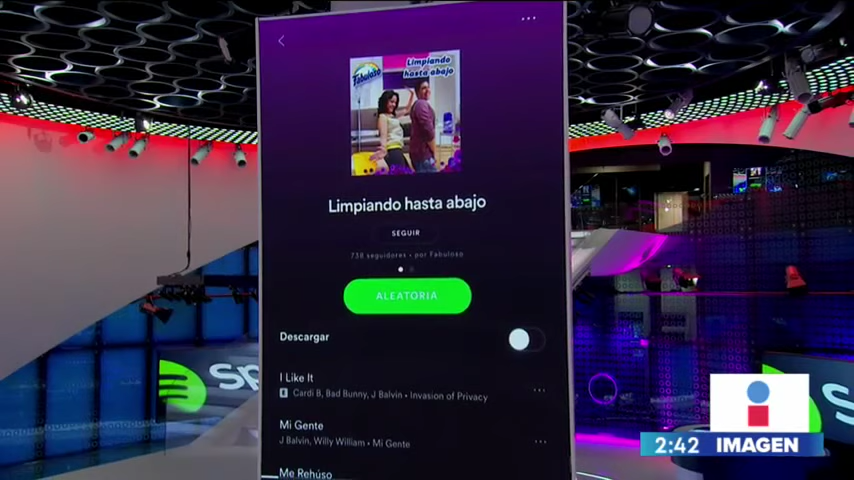 Fabuloso
Limpiando
hasta abajo
Limpiando hasta abajo
SEGUIR
738 seguidores • por Fabuloso
ALEATORIA
Descargar
I Like It
E Cardi B, Bad Bunny, J Balvin • Invasion of Privacy
Mi Gente
J Balvin, Willy William • Mi Gente
Me Rehúso
Sp
S
2:42 IMAGEN